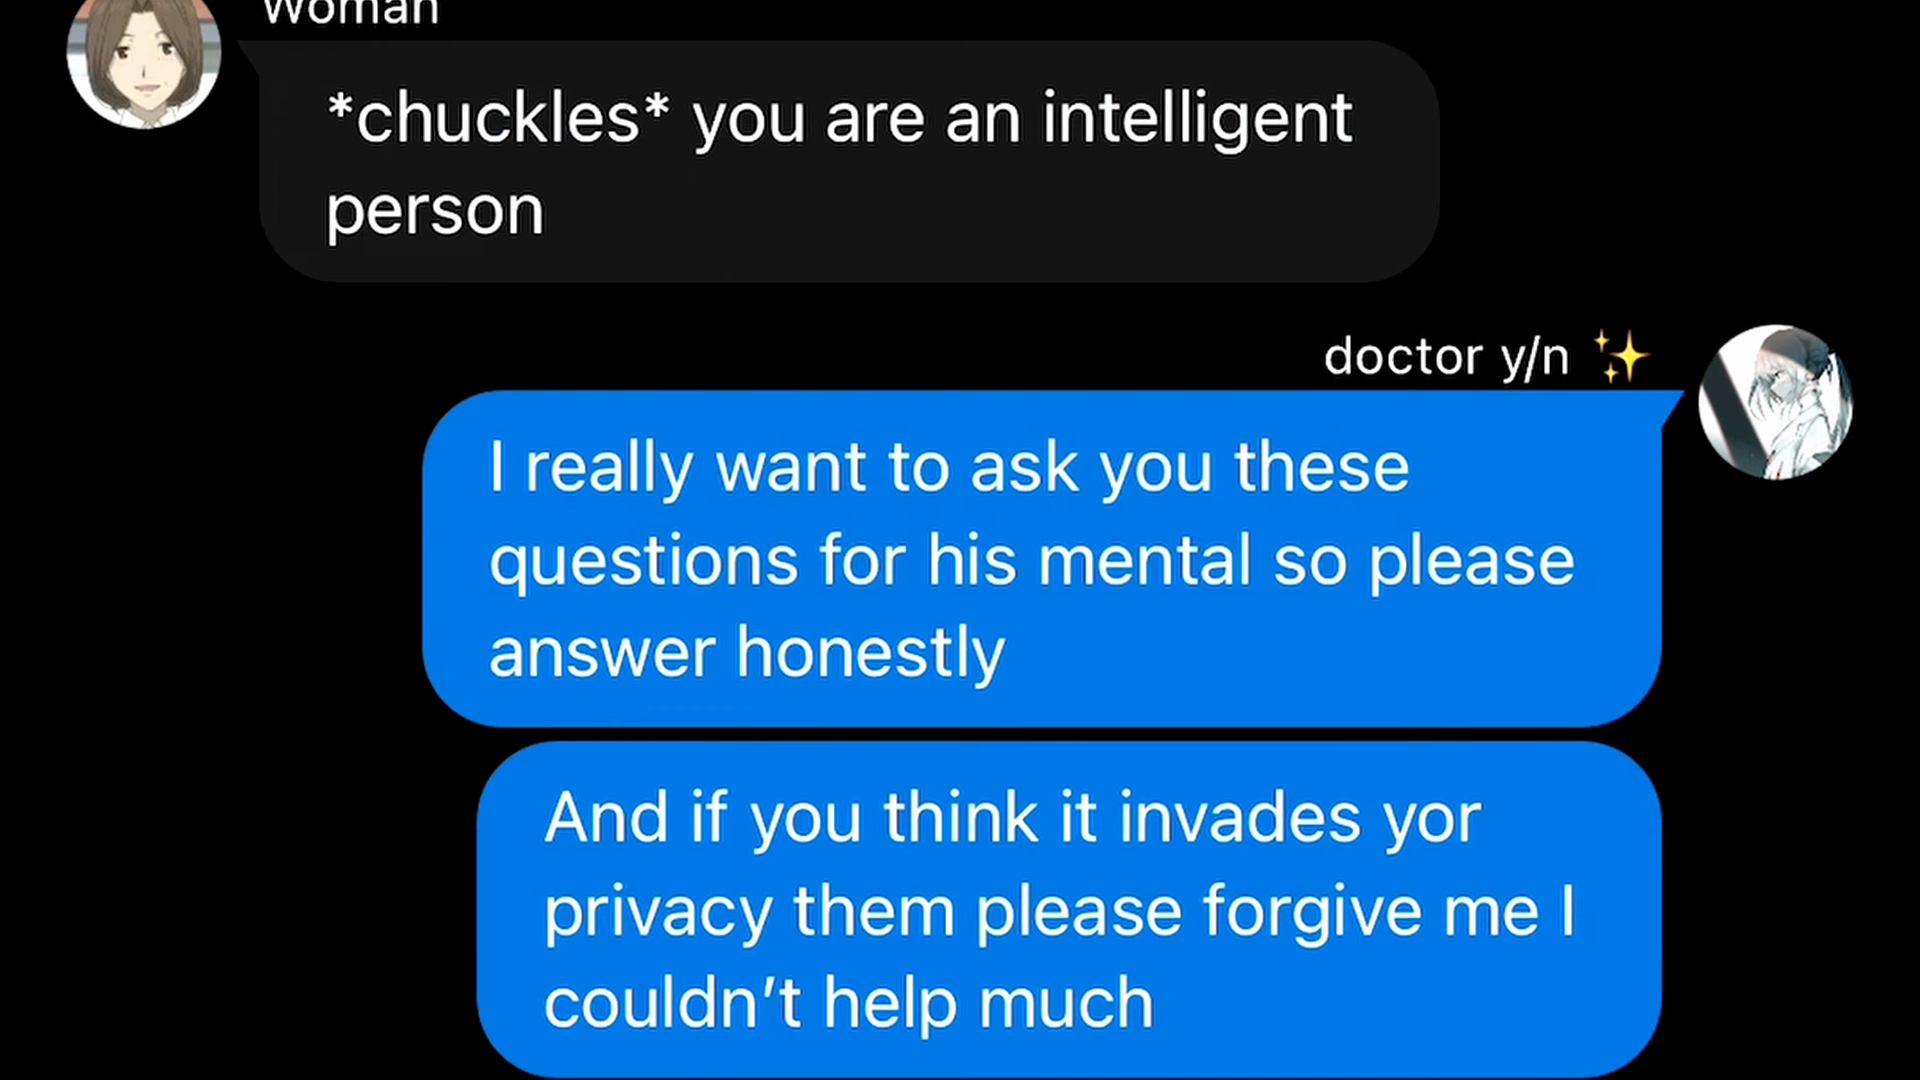 Woman
*chuckles* you are an intelligent
person
doctor y/n ✨
I really want to ask you these
questions for his mental so please
answer honestly
And if you think it invades yor
privacy them please forgive me I
couldn’t help much